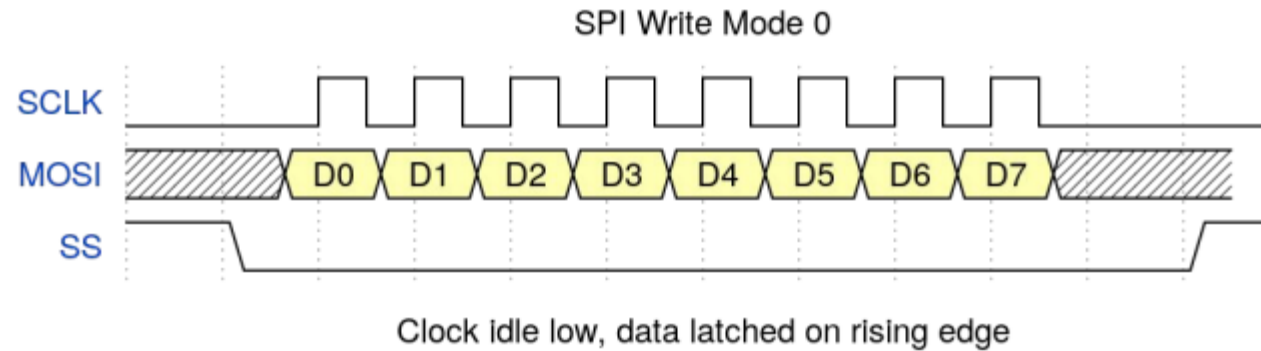 SPI Write Mode 0
SCLK
MOSI D0 D1 D2 D3 D4 D5 D6 D7
SS
Clock idle low, data latched on rising edge